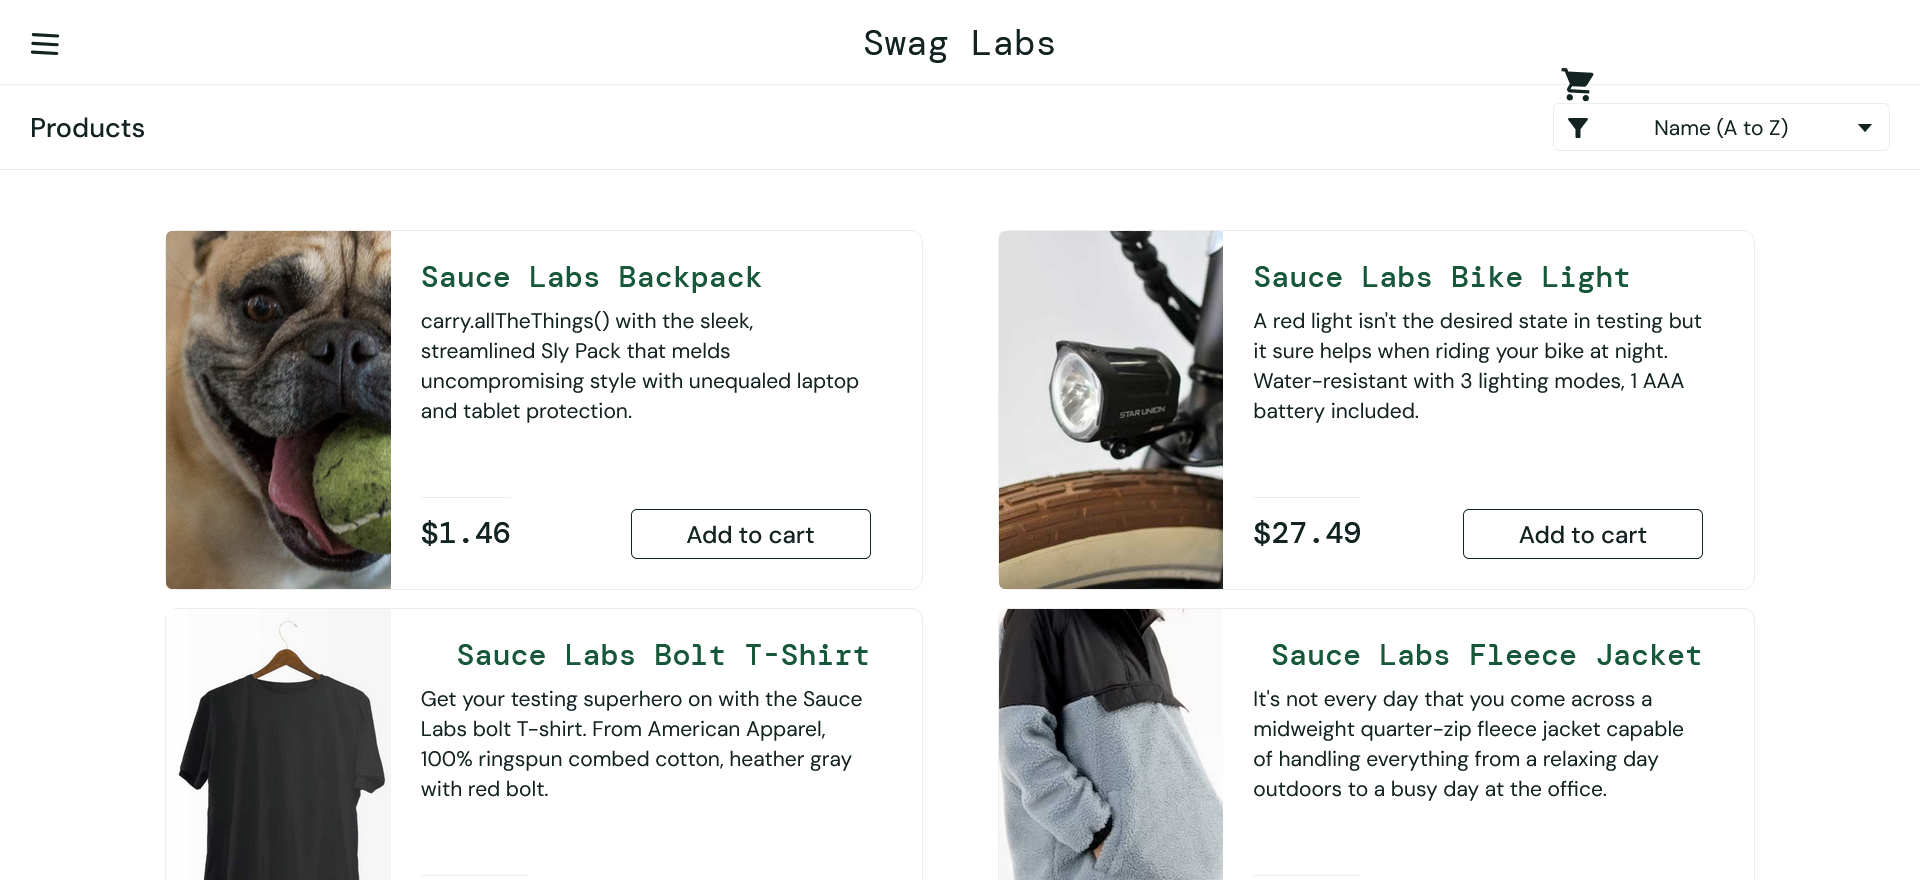 Swag Labs
Products
Name (A to Z)
Sauce Labs Backpack
carry.allTheThings() with the sleek,
streamlined Sly Pack that melds
uncompromising style with unequaled laptop
and tablet protection.
$1.46
Add to cart
STAR UNION
Sauce Labs Bike Light
A red light isn't the desired state in testing but
it sure helps when riding your bike at night.
Water-resistant with 3 lighting modes, 1 AAA
battery included.
$27.49
Add to cart
Sauce Labs Bolt T-Shirt
Get your testing superhero on with the Sauce
Labs bolt T-shirt. From American Apparel,
100% ringspun combed cotton, heather gray
with red bolt.
Sauce Labs Fleece Jacket
It's not every day that you come across a
midweight quarter-zip fleece jacket capable
of handling everything from a relaxing day
outdoors to a busy day at the office.